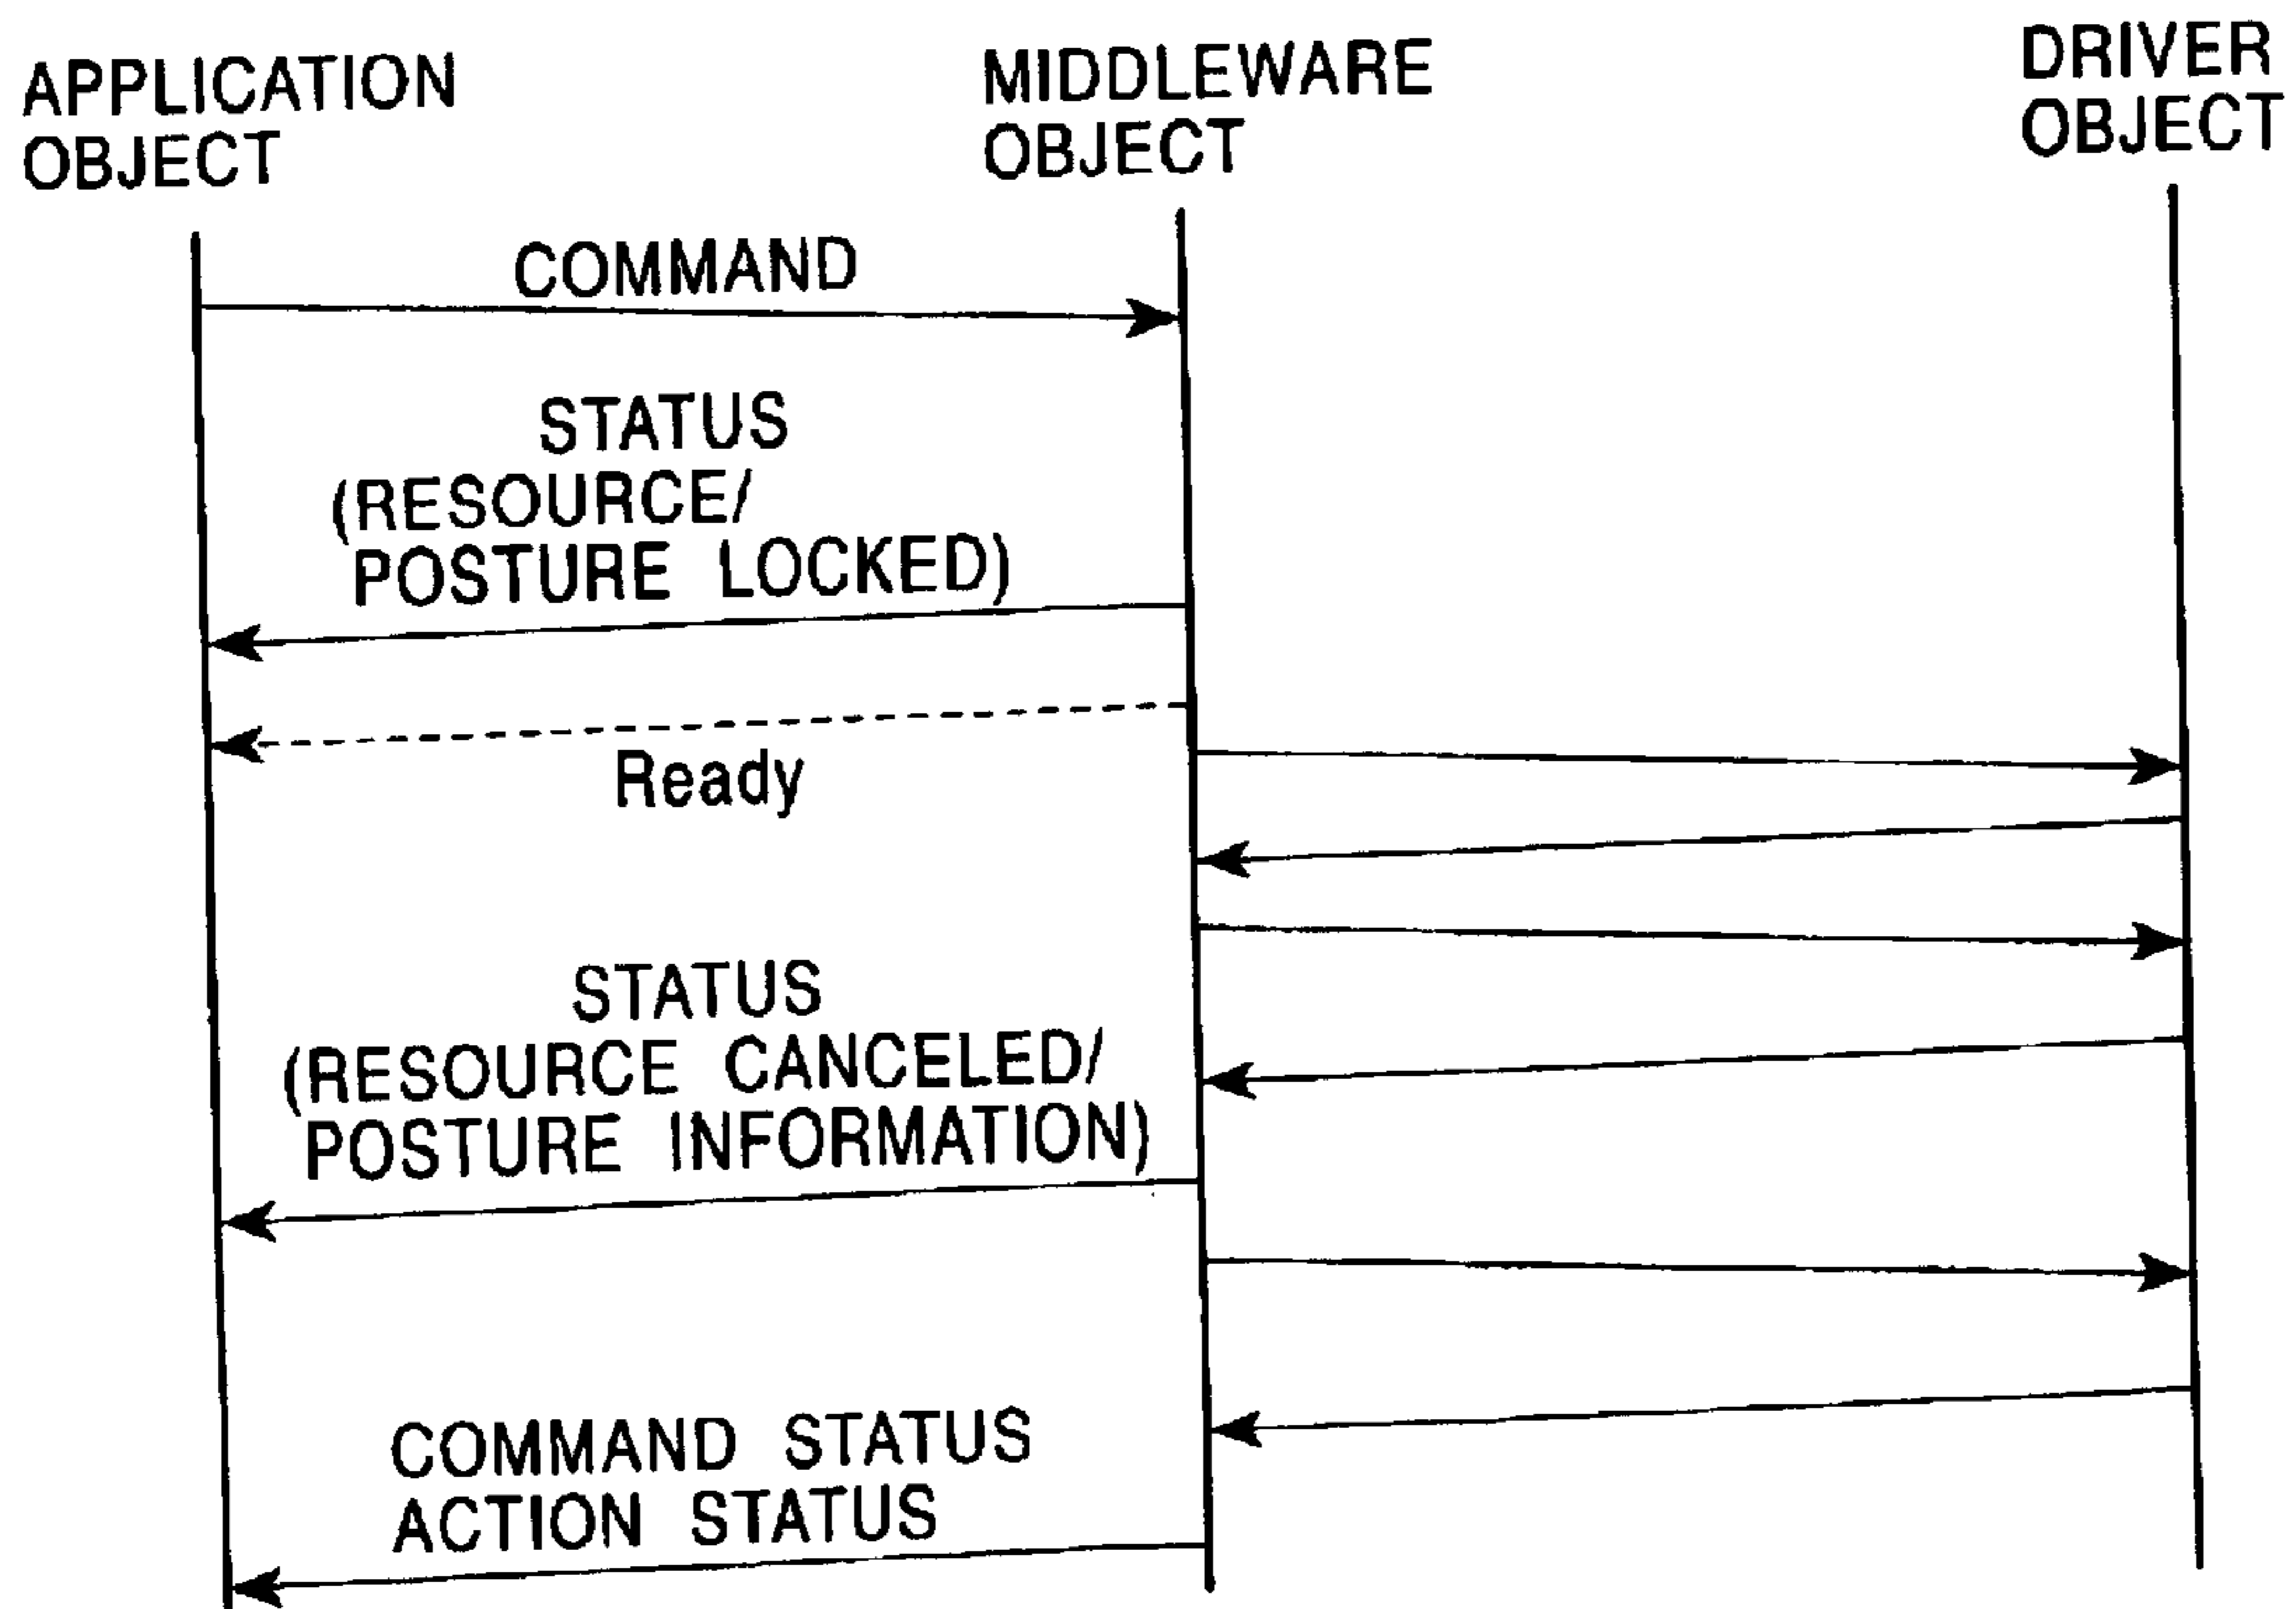 APPLICATION
OBJECT
MIDDLEWARE
OBJECT
DRIVER
OBJECT
COMMAND
STATUS
(RESOURCE/
POSTURE LOCKED)
Ready
STATUS
(RESOURCE CANCELED/
POSTURE INFORMATION)
COMMAND STATUS
ACTION STATUS